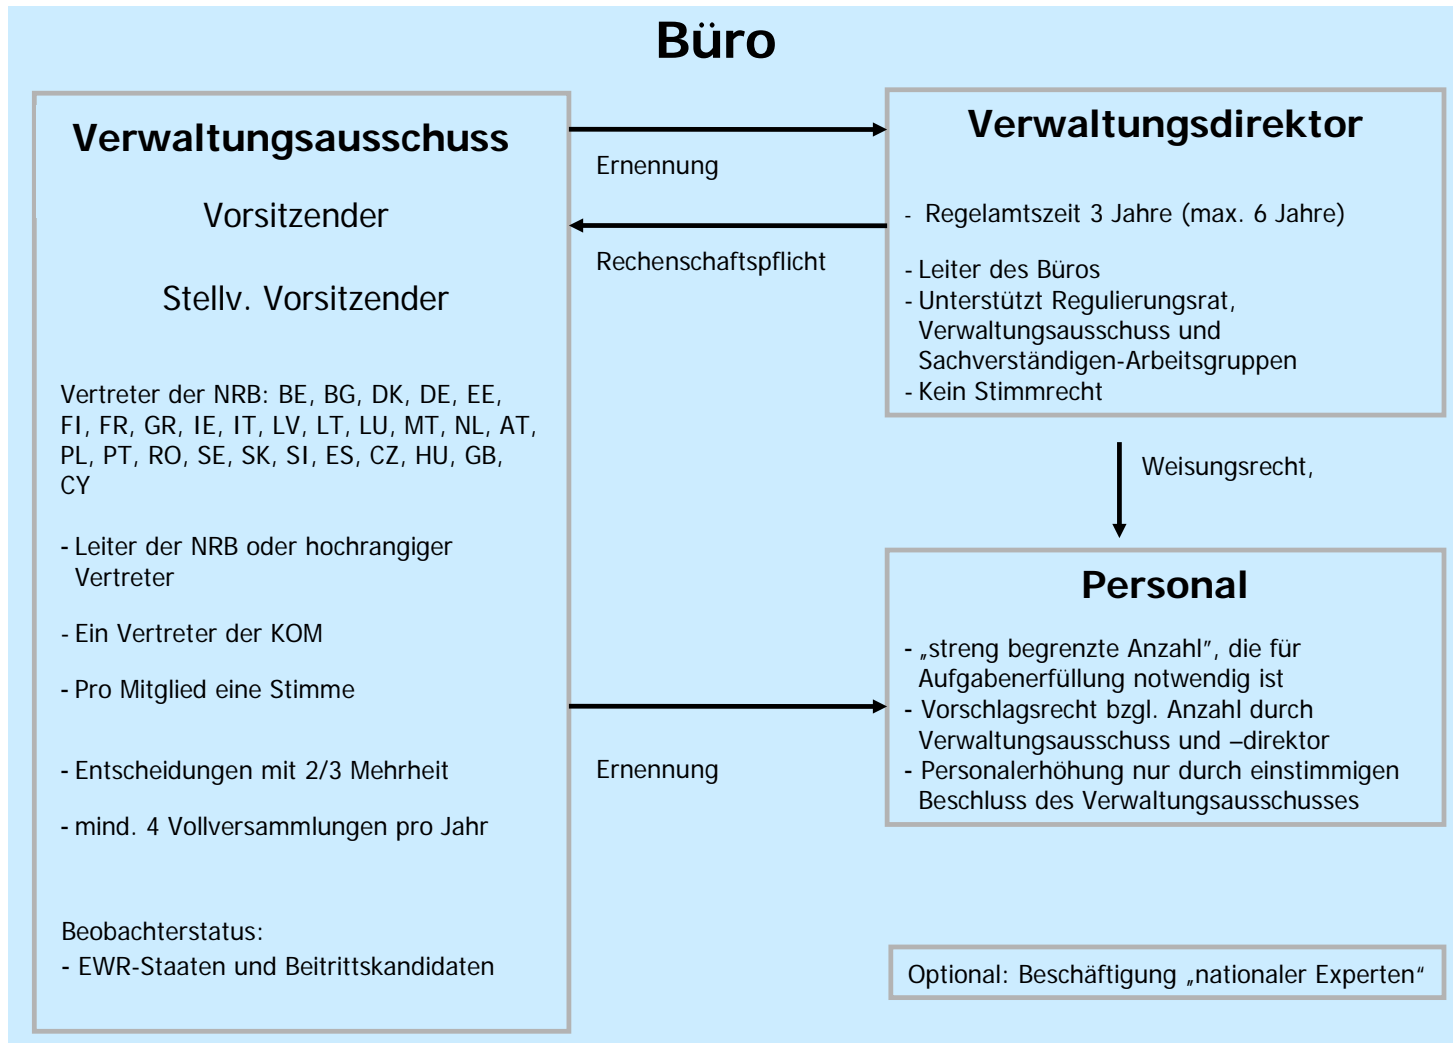 Büro
Verwaltungsausschuss
Vorsitzender
Stellv. Vorsitzender
Vertreter der NRB: BE, BG, DK, DE, EE,
FI, FR, GR, IE, IT, LV, LT, LU, MT, NL, AT,
PL, PT, RO, SE, SK, SI, ES, CZ, HU, GB,
CY
- Leiter der NRB oder hochrangiger
Vertreter
- Ein Vertreter der KOM
- Pro Mitglied eine Stimme
- Entscheidungen mit 2/3 Mehrheit
- mind. 4 Vollversammlungen pro Jahr
Beobachterstatus:
- EWR-Staaten und Beitrittskandidaten
Ernennung
Rechenschaftspflicht
Ernennung
Verwaltungsdirektor
- Regelamtszeit 3 Jahre (max. 6 Jahre)
- Leiter des Büros
- Unterstützt Regulierungsrat,
Verwaltungsausschuss und
Sachverständigen-Arbeitsgruppen
- Kein Stimmrecht
Weisungsrecht,
Personal
- „streng begrenzte Anzahl", die für
Aufgabenerfüllung notwendig ist
- Vorschlagsrecht bzgl. Anzahl durch
Verwaltungsausschuss und –direktor
- Personalerhöhung nur durch einstimmigen
Beschluss des Verwaltungsausschusses
Optional: Beschäftigung „nationaler Experten“